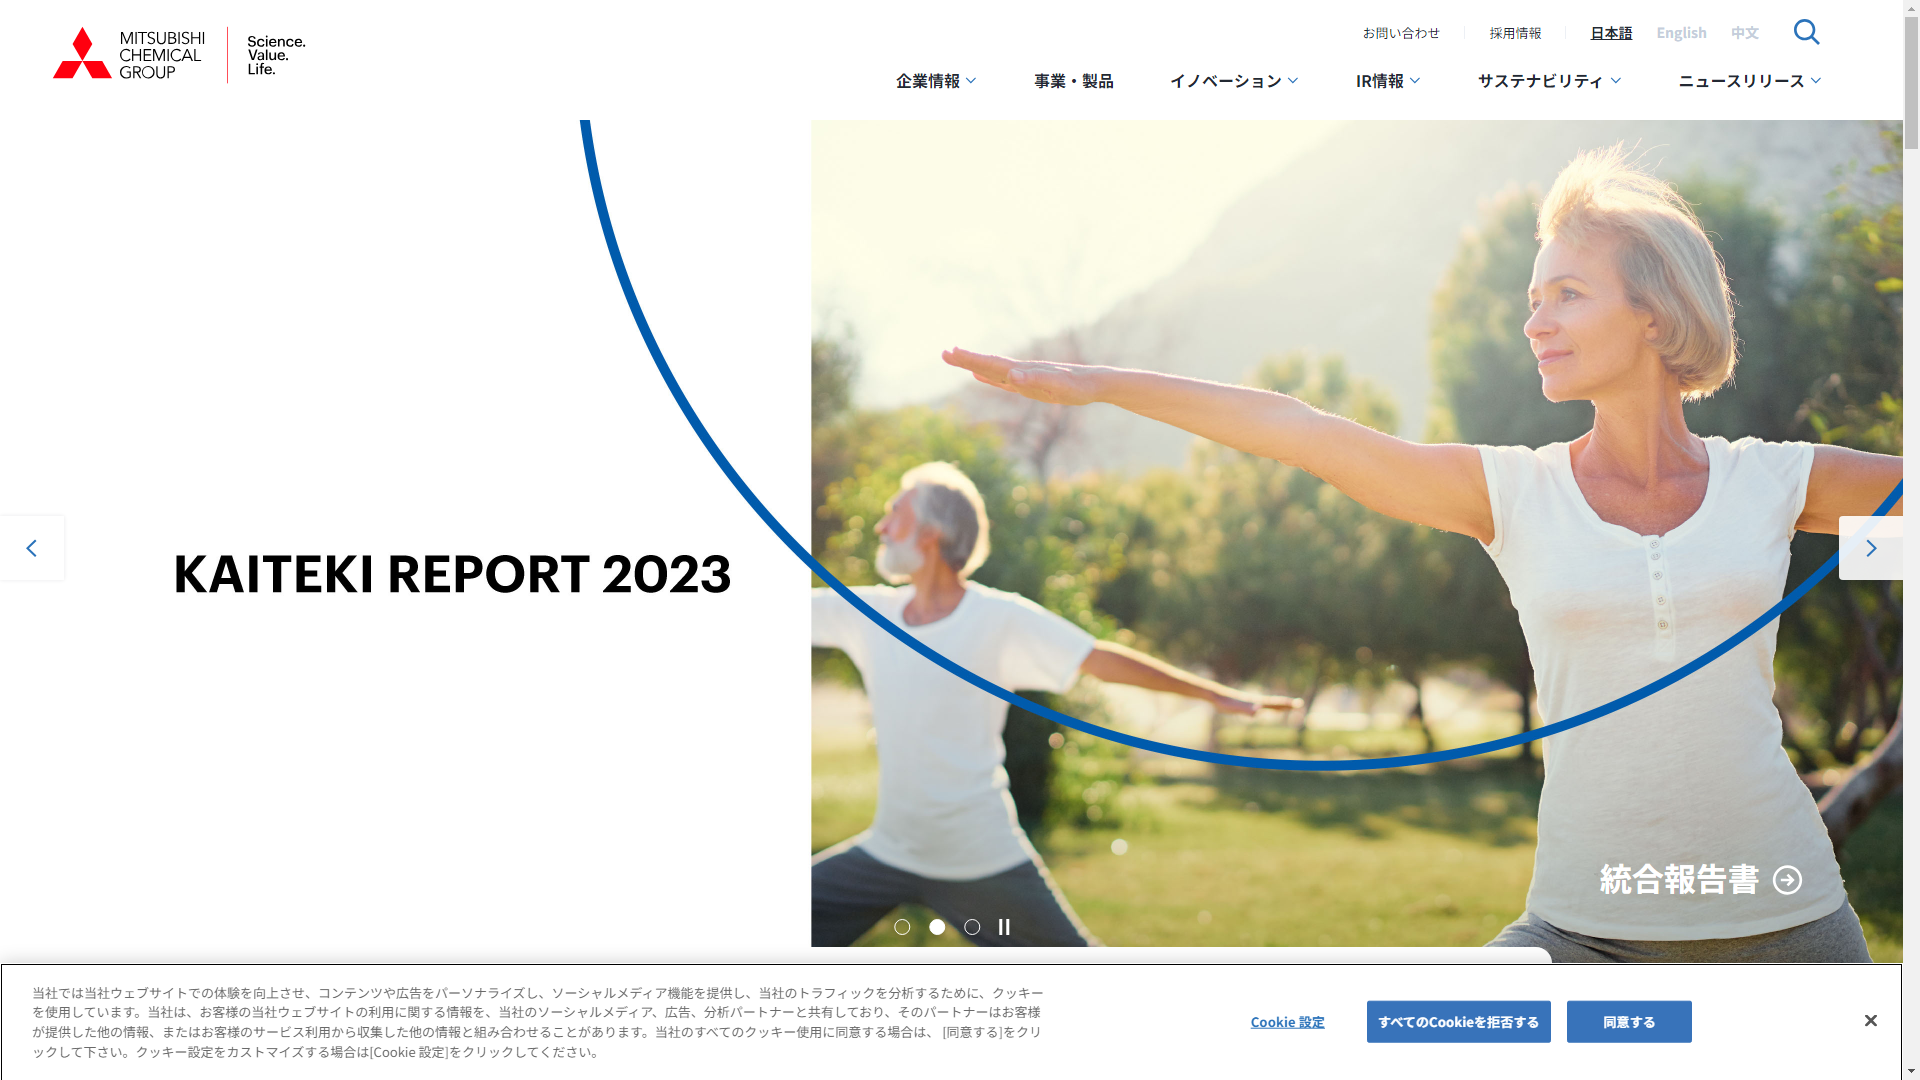 MITSUBISHI
CHEMICAL
GROUP
Science.
Value.
Life.
お問い合わせ
採用情報
日本語
English
中文
企業情報
事業・製品
イノベーション
IR情報
サステナビリティ
ニュースリリース
KAITEKI REPORT 2023
統合報告書
当社では当社ウェブサイトでの体験を向上させ、コンテンツや広告をパーソナライズし、ソーシャルメディア機能を提供し、当社のトラフィックを分析するために、クッキー
を使用しています。当社は、お客様の当社ウェブサイトの利用に関する情報を、当社のソーシャルメディア、広告、分析パートナーと共有しており、そのパートナーはお客様
が提供した他の情報、またはお客様のサービス利用から収集した他の情報と組み合わせることがあります。当社のすべてのクッキー使用に同意する場合は、 [同意する]をクリ
ックして下さい。クッキー設定をカスタマイズする場合は[Cookie 設定]をクリックしてください。
Cookie 設定
すべてのCookieを拒否する
同意する